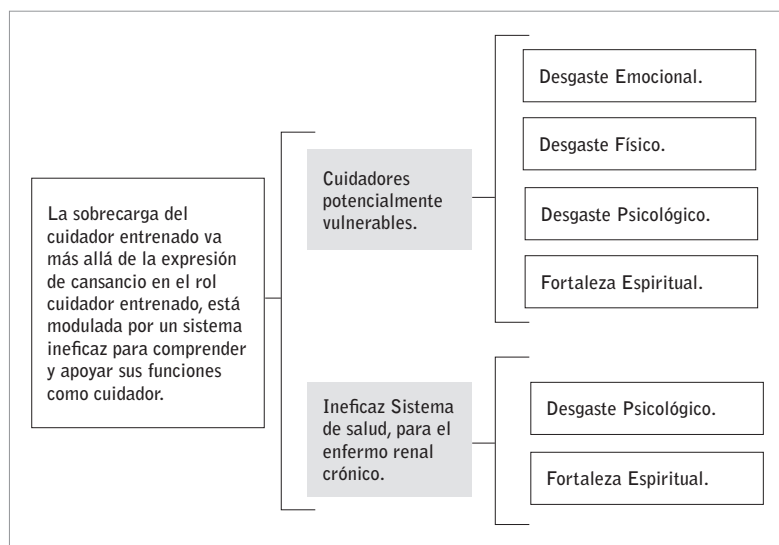 La sobrecarga del
cuidador entrenado va
más allá de la expresión
de cansancio en el rol
cuidador entrenado, está
modulada por un sistema
ineficaz para comprender
y apoyar sus funciones
como cuidador.
Cuidadores
potencialmente
vulnerables.
Desgaste Emocional.
Desgaste Físico.
Desgaste Psicológico.
Fortaleza Espiritual.
Ineficaz Sistema
de salud, para el
enfermo renal
crónico.
Desgaste Psicológico.
Fortaleza Espiritual.